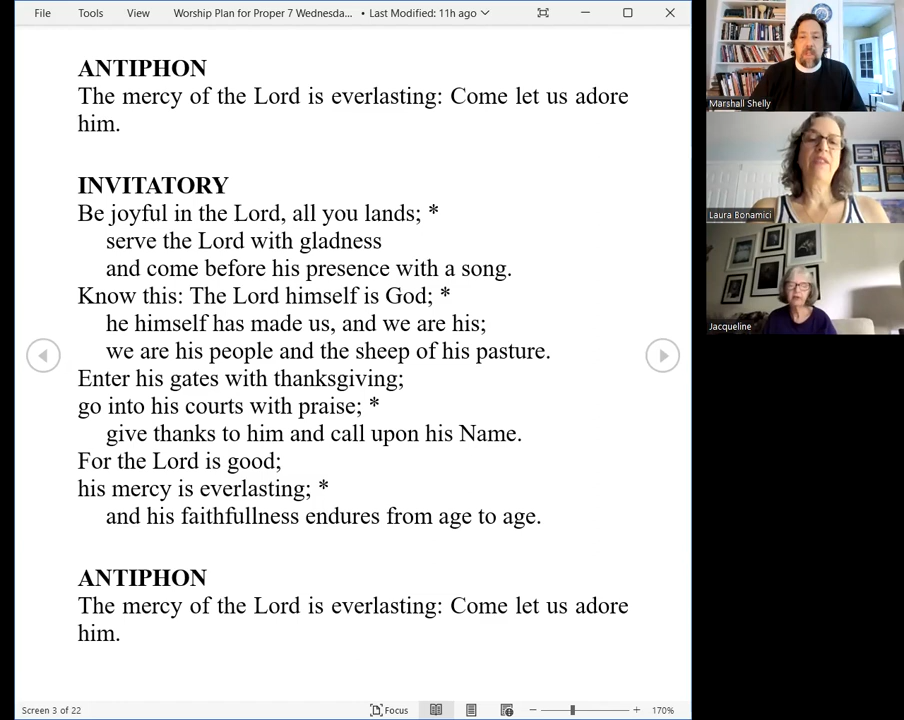 File Tools View Worship Plan for Proper 7 Wednesda... • Last Modified: 11h ago
ANTIPHON
The mercy of the Lord is everlasting: Come let us adore
him.
INVITATORY
Be joyful in the Lord, all you lands; *
serve the Lord with gladness
and come before his presence with a song.
Know this: The Lord himself is God; *
he himself has made us, and we are his;
we are his people and the sheep of his pasture.
Enter his gates with thanksgiving;
go into his courts with praise; *
give thanks to him and call upon his Name.
For the Lord is good;
his mercy is everlasting; *
and his faithfullness endures from age to age.
ANTIPHON
The mercy of the Lord is everlasting: Come let us adore
him.
Screen 3 of 22 Focus 170%
Marshall Shelly
Laura Bonamici
Jacqueline